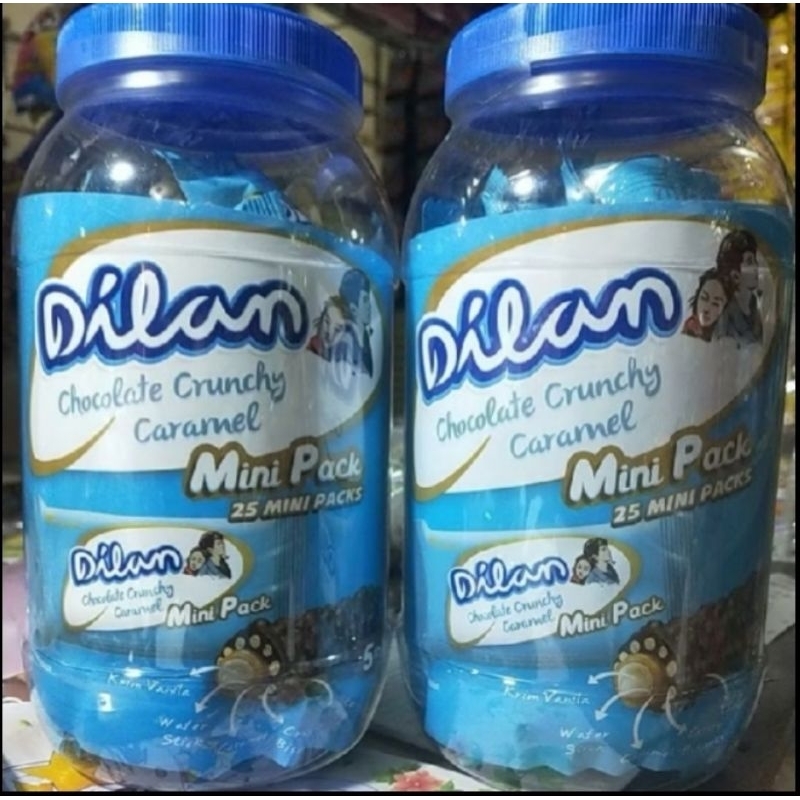 Dilan
Chocolate Crunchy
Caramel
Mini Pack
25 MINI PACKS
Dilan
Chocolate Crunchy
Caramel Mini Pack
Krim Vanila
Wafer
Dilan
Chocolate Crunchy
Caramel
Mini Pack
25 MINI PACKS
Dilan
Chocolate Crunchy
Caramel Mini Pack
Krim Vanila
Wafer